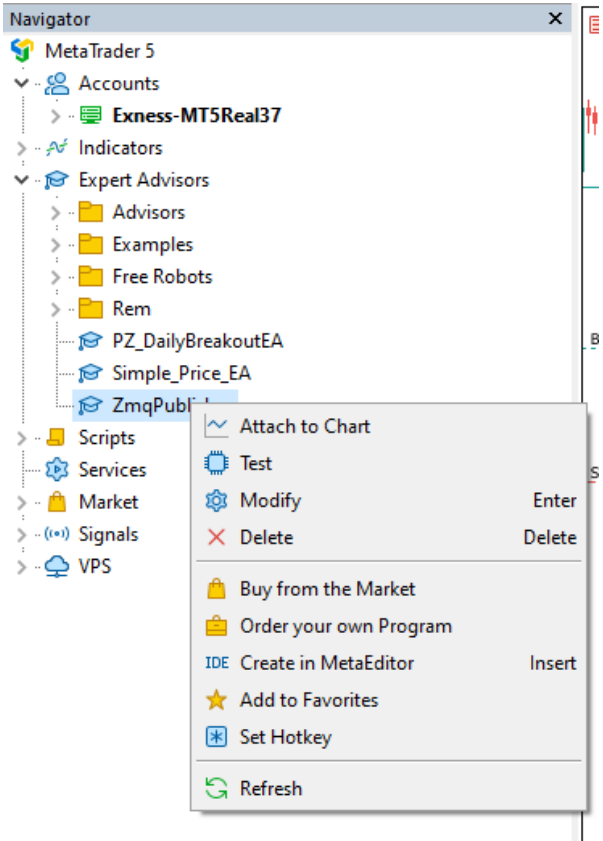 Navigator
MetaTrader 5
Accounts
Exness-MT5Real37
Indicators
Expert Advisors
Advisors
Examples
Free Robots
Rem
PZ_DailyBreakoutEA
Simple_Price_EA
Attach to Chart
Test
Modify Enter
Delete Delete
Buy from the Market
Order your own Program
IDE Create in MetaEditor Insert
Add to Favorites
Set Hotkey
Refresh
Scripts
Services
Market
Signals
VPS
B
S